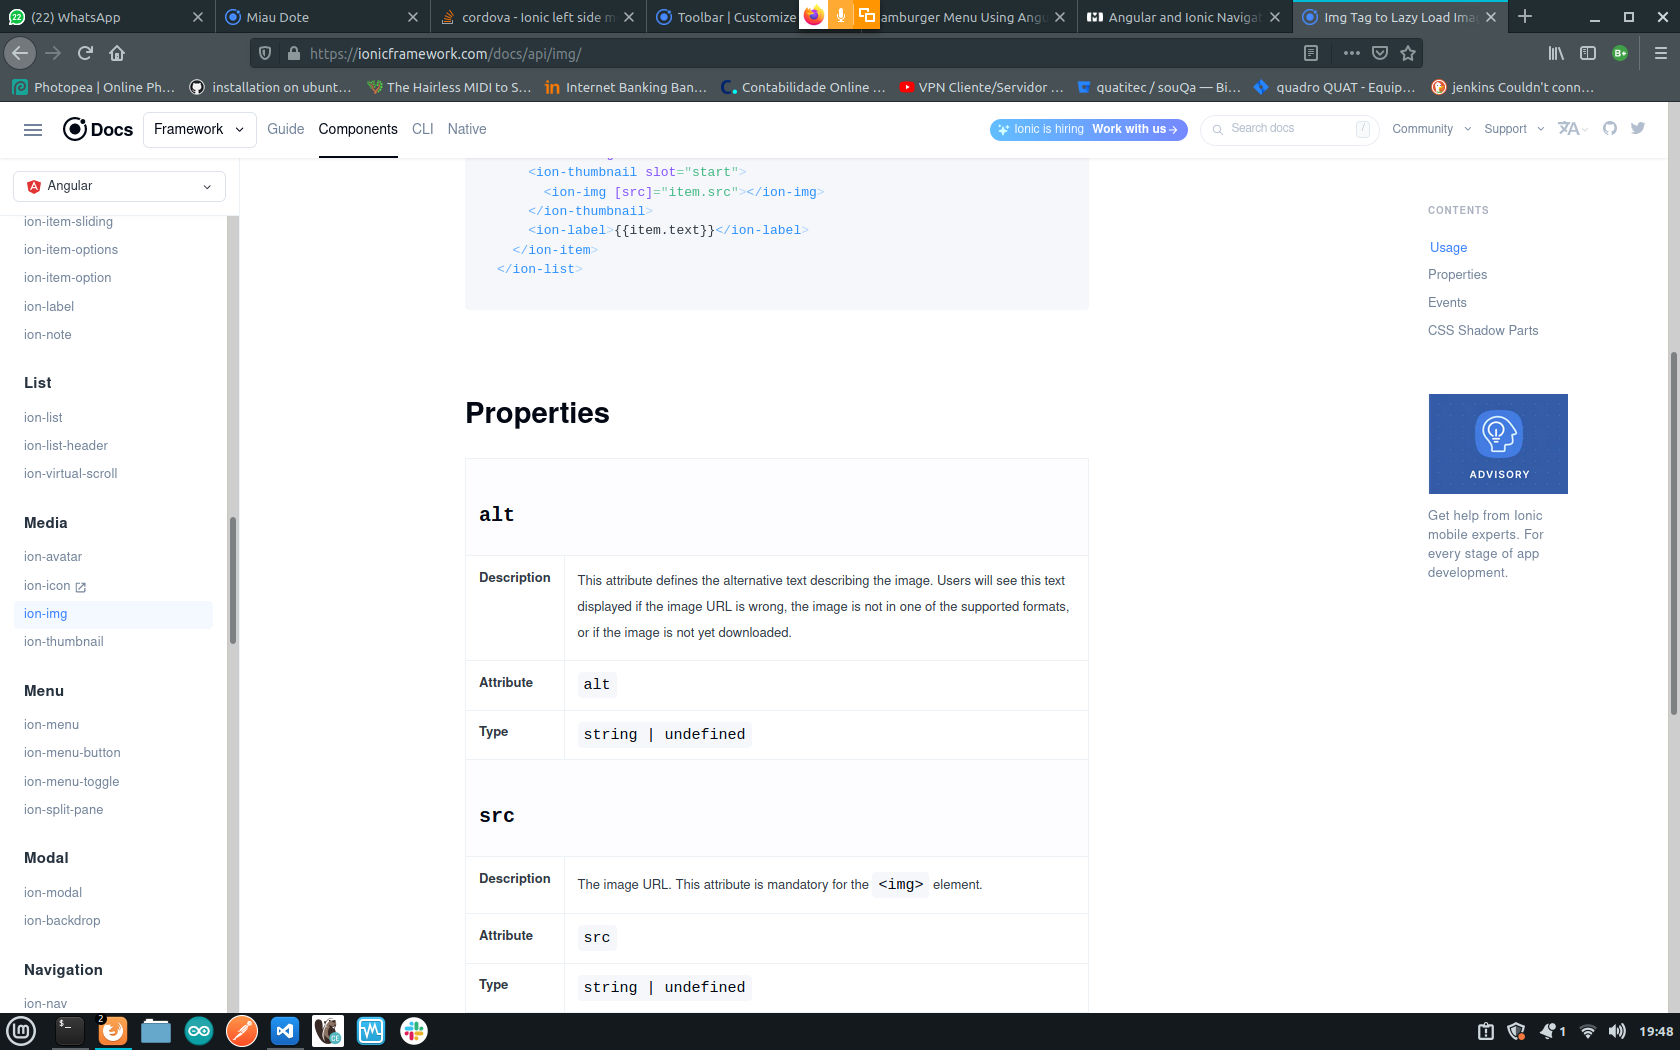 (22) WhatsApp
Miau Dote
cordova - Ionic left side m
Toolbar | Customize
amburger Menu Using Angu
Angular and Ionic Navigat
Img Tag to Lazy Load Ima
https://ionicframework.com/docs/api/img/
Photopea | Online Ph...
installation on ubunt...
The Hairless MIDI to S...
Internet Banking Ban...
Contabilidade Online ...
VPN Cliente/Servidor ...
quatitec / souQa — Bi...
quadro QUAT - Equip...
jenkins Couldn't conn...
Docs
Framework
Guide
Components
CLI
Native
Ionic is hiring Work with us
Search docs
/
Community
Support
Angular
ion-item-sliding
ion-item-options
ion-item-option
ion-label
ion-note
List
ion-list
ion-list-header
ion-virtual-scroll
Media
ion-avatar
ion-icon
ion-img
ion-thumbnail
Menu
ion-menu
ion-menu-button
ion-menu-toggle
ion-split-pane
Modal
ion-modal
ion-backdrop
Navigation
ion-nav
<ion-thumbnail slot="start">
<ion-img [src]="item.src"></ion-img>
</ion-thumbnail>
<ion-label>{{item.text}}</ion-label>
</ion-item>
</ion-list>
Properties
alt
Description
This attribute defines the alternative text describing the image. Users will see this text
displayed if the image URL is wrong, the image is not in one of the supported formats,
or if the image is not yet downloaded.
Attribute
alt
Type
string | undefined
src
Description
The image URL. This attribute is mandatory for the <img> element.
Attribute
src
Type
string | undefined
CONTENTS
Usage
Properties
Events
CSS Shadow Parts
ADVISORY
Get help from Ionic
mobile experts. For
every stage of app
development.
2
1
19:48